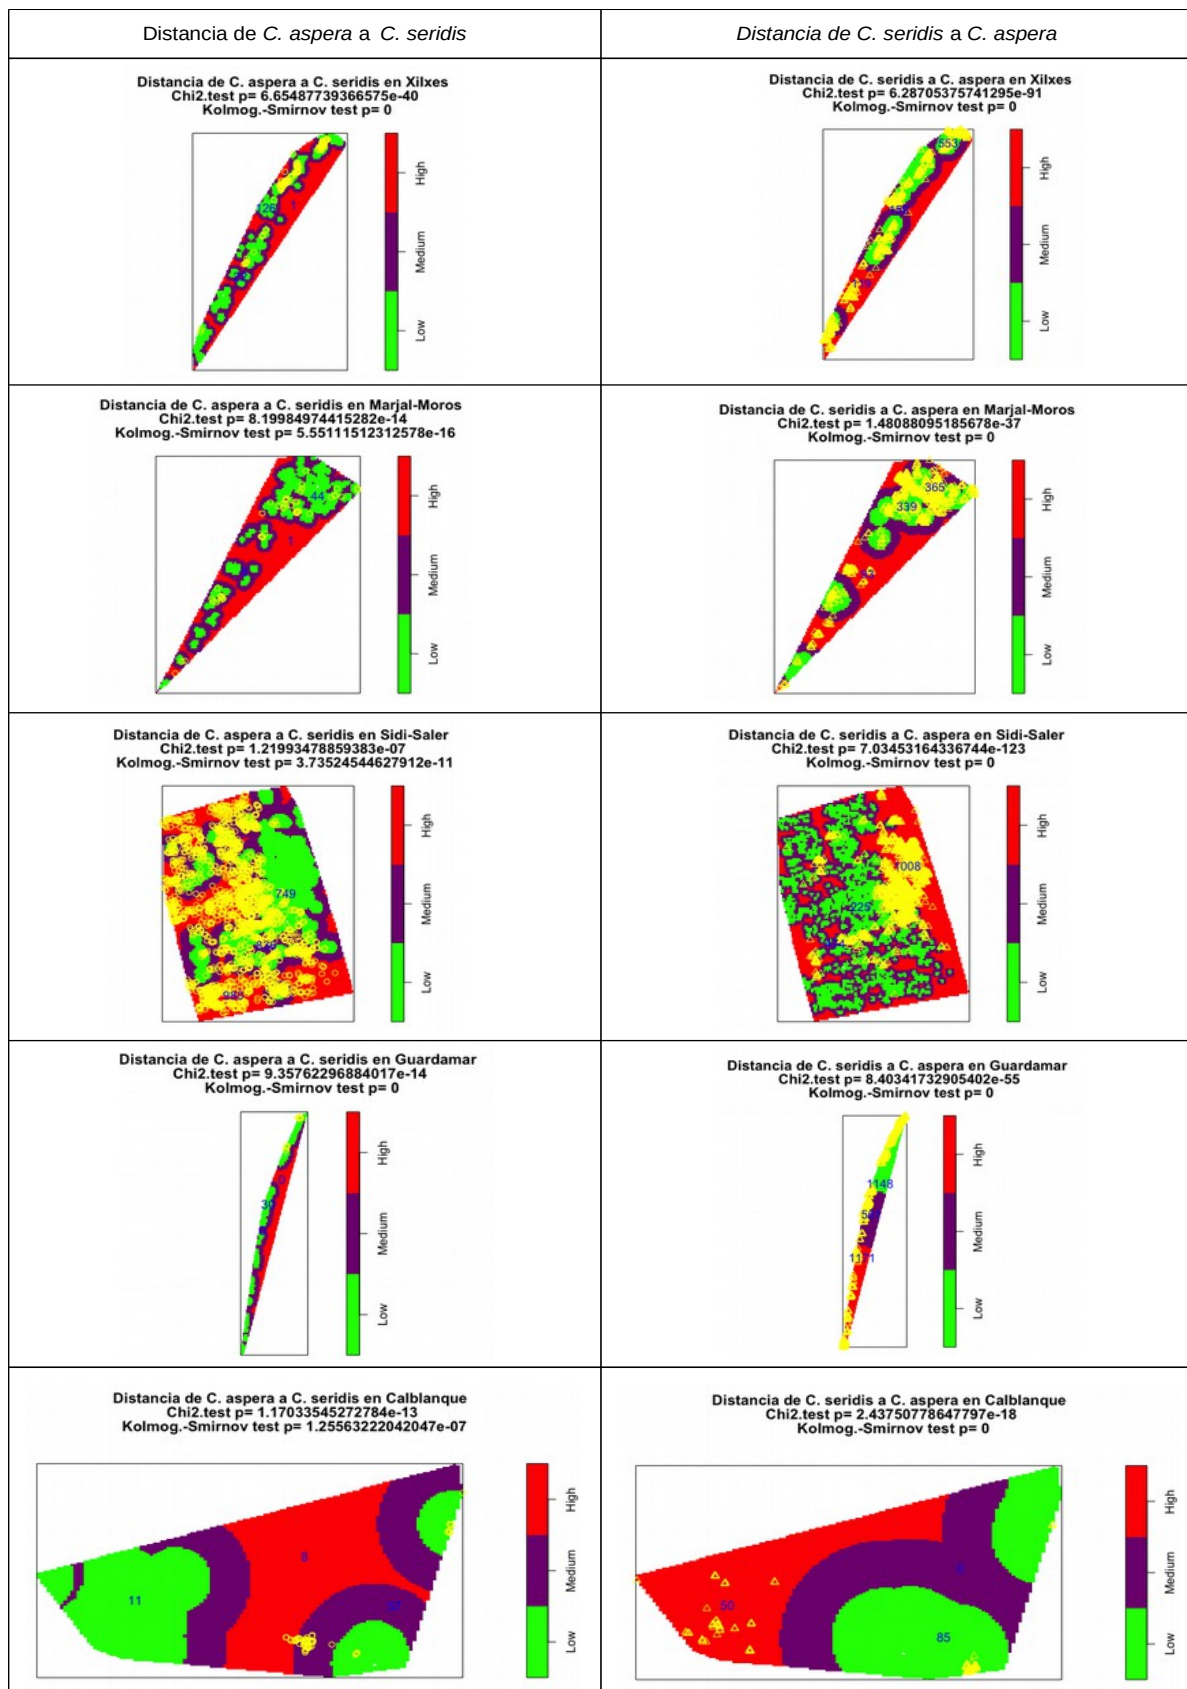 Distancia de C. aspera a C. seridis
Distancia de C. seridis a C. aspera
Distancia de C. aspera a C. seridis en Xilxes
Chi2.test p= 6.65487739366575e-40
Kolmog.-Smirnov test p= 0
126
1
High
Medium
Low
Distancia de C. seridis a C. aspera en Xilxes
Chi2.test p= 6.28705375741295e-91
Kolmog.-Smirnov test p= 0
553
High
Medium
Low
Distancia de C. aspera a C. seridis en Marjal-Moros
Chi2.test p= 8.19984974415282e-14
Kolmog.-Smirnov test p= 5.55111512312578e-16
44
1
High
Medium
Low
Distancia de C. seridis a C. aspera en Marjal-Moros
Chi2.test p= 1.48088095185678e-37
Kolmog.-Smirnov test p= 0
365
339
High
Medium
Low
Distancia de C. aspera a C. seridis en Sidi-Saler
Chi2.test p= 1.21993478859383e-07
Kolmog.-Smirnov test p= 3.73524544627912e-11
749
High
Medium
Low
Distancia de C. seridis a C. aspera en Sidi-Saler
Chi2.test p= 7.03453164336744e-123
Kolmog.-Smirnov test p= 0
1008
225
High
Medium
Low
Distancia de C. aspera a C. seridis en Guardamar
Chi2.test p= 9.35762296884017e-14
Kolmog.-Smirnov test p= 0
0
High
Medium
Low
Distancia de C. seridis a C. aspera en Guardamar
Chi2.test p= 8.40341732905402e-55
Kolmog.-Smirnov test p= 0
1148
High
Medium
Low
Distancia de C. aspera a C. seridis en Calblanque
Chi2.test p= 1.17033545272784e-13
Kolmog.-Smirnov test p= 1.25563222042047e-07
8
11
37
High
Medium
Low
Distancia de C. seridis a C. aspera en Calblanque
Chi2.test p= 2.43750778647797e-18
Kolmog.-Smirnov test p= 0
50
85
High
Medium
Low